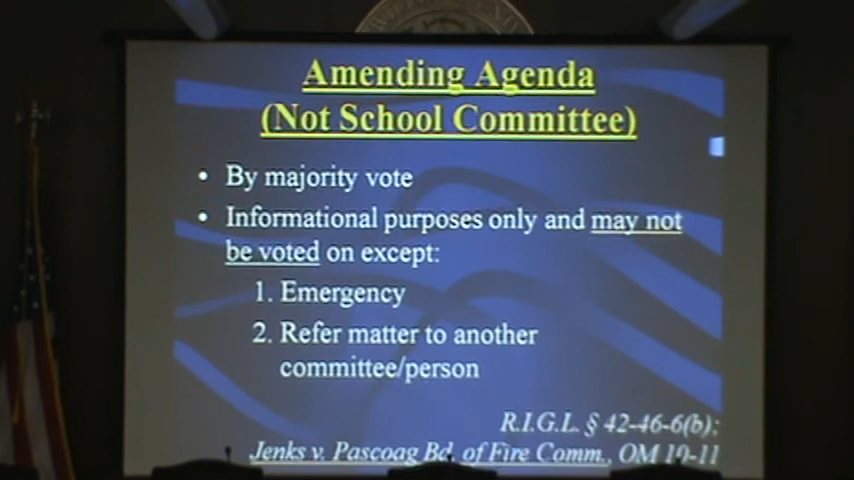 Amending Agenda
(Not School Committee)
• By majority vote
• Informational purposes only and may not
be voted on except:
1. Emergency
2. Refer matter to another
committee/person
R.I.G.L. § 42-46-6(b);
Jenks v. Pascoag Bd. of Fire Comm., OM 10-11